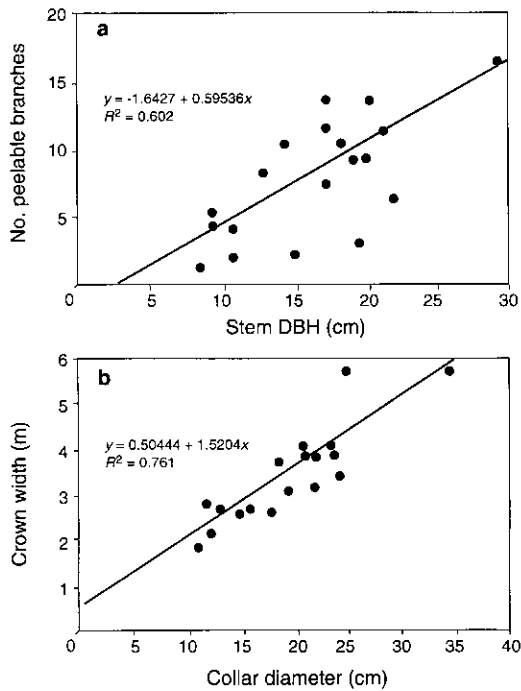 a
20
15
10
5
0
No. peelable branches
y = -1.6427 + 0.59536x
R² = 0.602
0 5 10 15 20 25 30
Stem DBH (cm)
b
6
5
4
3
2
1
Crown width (m)
y = 0.50444 + 1.5204x
R² = 0.761
0 5 10 15 20 25 30 35 40
Collar diameter (cm)